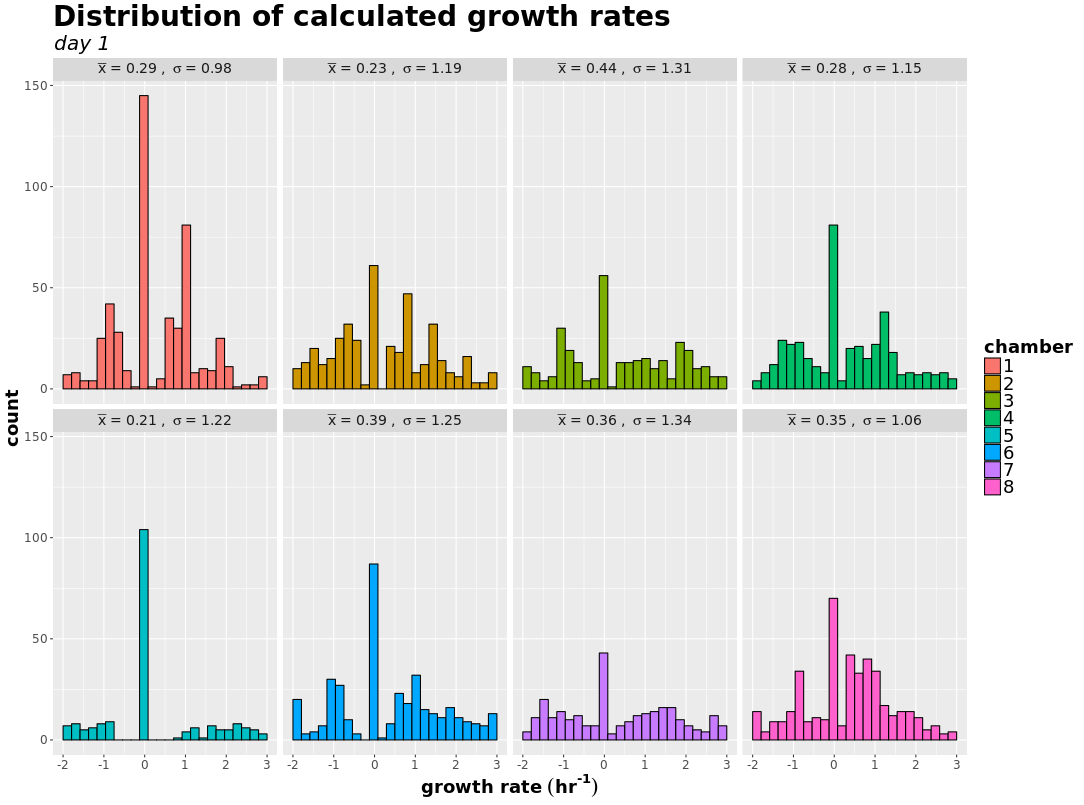 Distribution of calculated growth rates
day 1
x̅ = 0.29 , σ = 0.98
x̅ = 0.23 , σ = 1.19
x̅ = 0.44 , σ = 1.31
x̅ = 0.28 , σ = 1.15
150
100
50
0
x̅ = 0.21 , σ = 1.22
x̅ = 0.39 , σ = 1.25
x̅ = 0.36 , σ = 1.34
x̅ = 0.35 , σ = 1.06
150
100
50
0
-2 -1 0 1 2 3
-2 -1 0 1 2 3
-2 -1 0 1 2 3
-2 -1 0 1 2 3
growth rate (hr⁻¹)
count
chamber
1
2
3
4
5
6
7
8